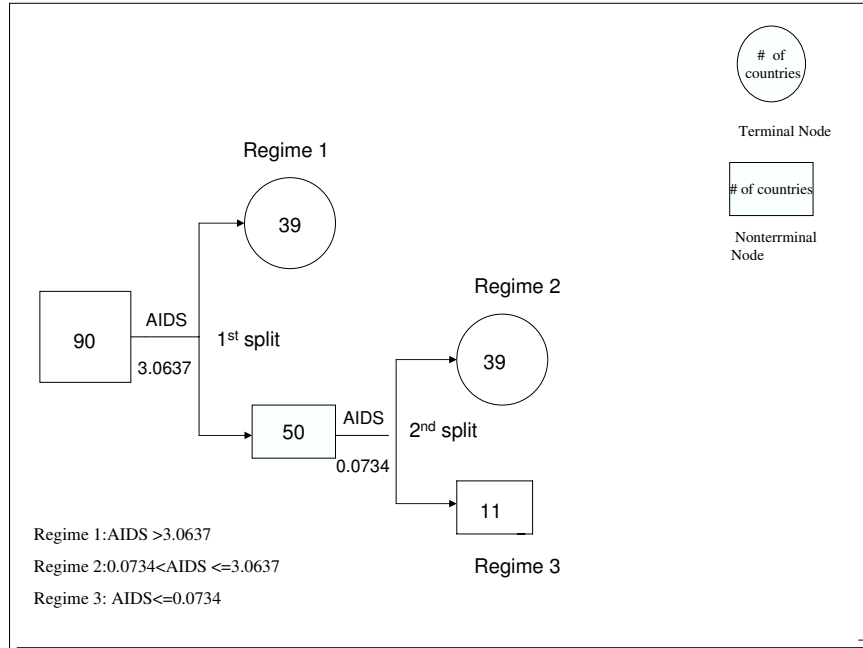 # of
countries
Terminal Node
# of countries
Nonterrminal
Node
Regime 1
39
90
AIDS
3.0637
1st split
50
AIDS
0.0734
2nd split
Regime 2
39
11
Regime 3
Regime 1:AIDS >3.0637
Regime 2:0.0734<AIDS <=3.0637
Regime 3: AIDS<=0.0734